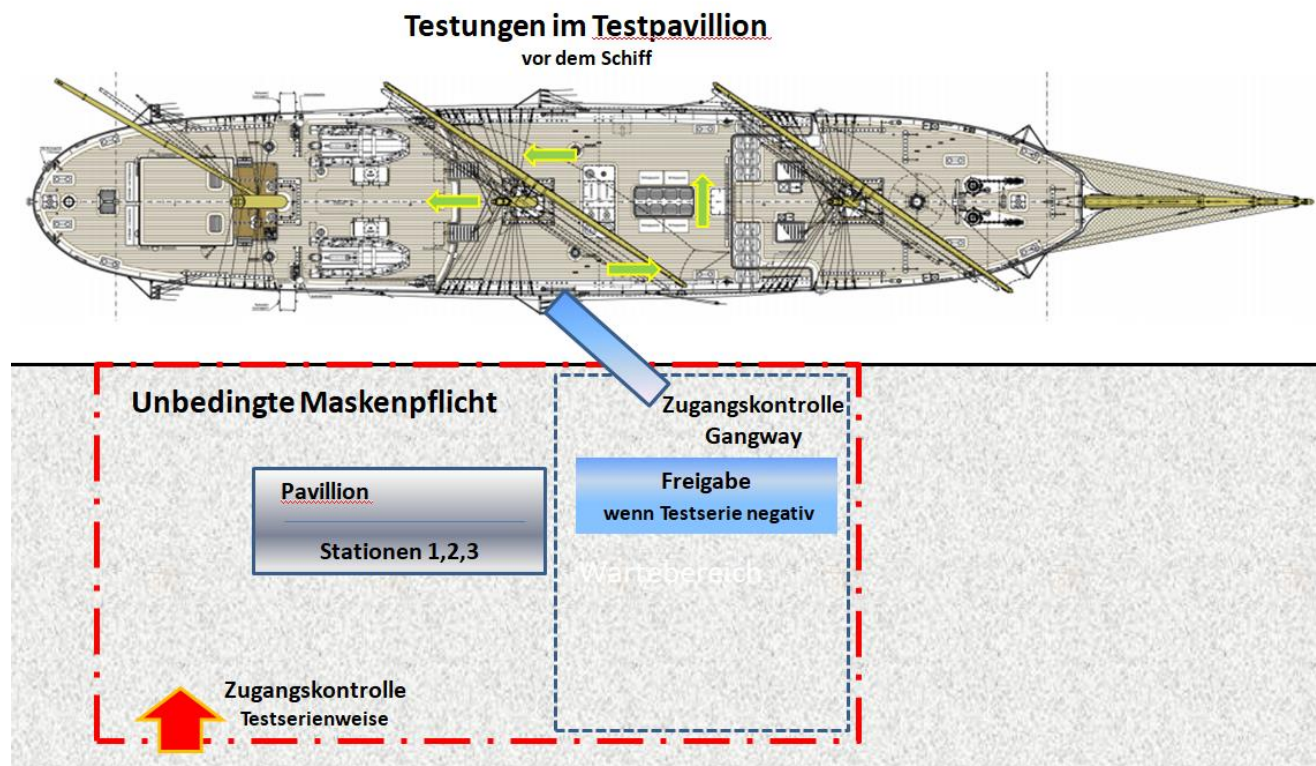 Testungen im Testpavillion
vor dem Schiff
Unbedingte Maskenpflicht
Zugangskontrolle
Gangway
Pavillion
Stationen 1,2,3
Freigabe
wenn Testserie negativ
Wartebereich
Zugangskontrolle
Testserienweise